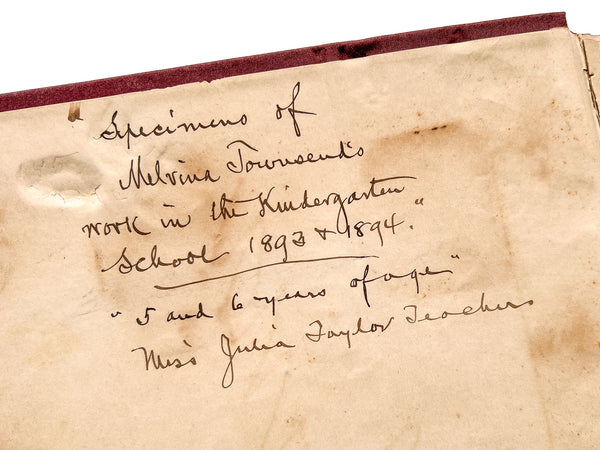 "Specimens of
Melvina Townsend's
work in the Kindergarten
School 1893 & 1894."
"5 and 6 years of age"
Miss Julia Taylor Teacher